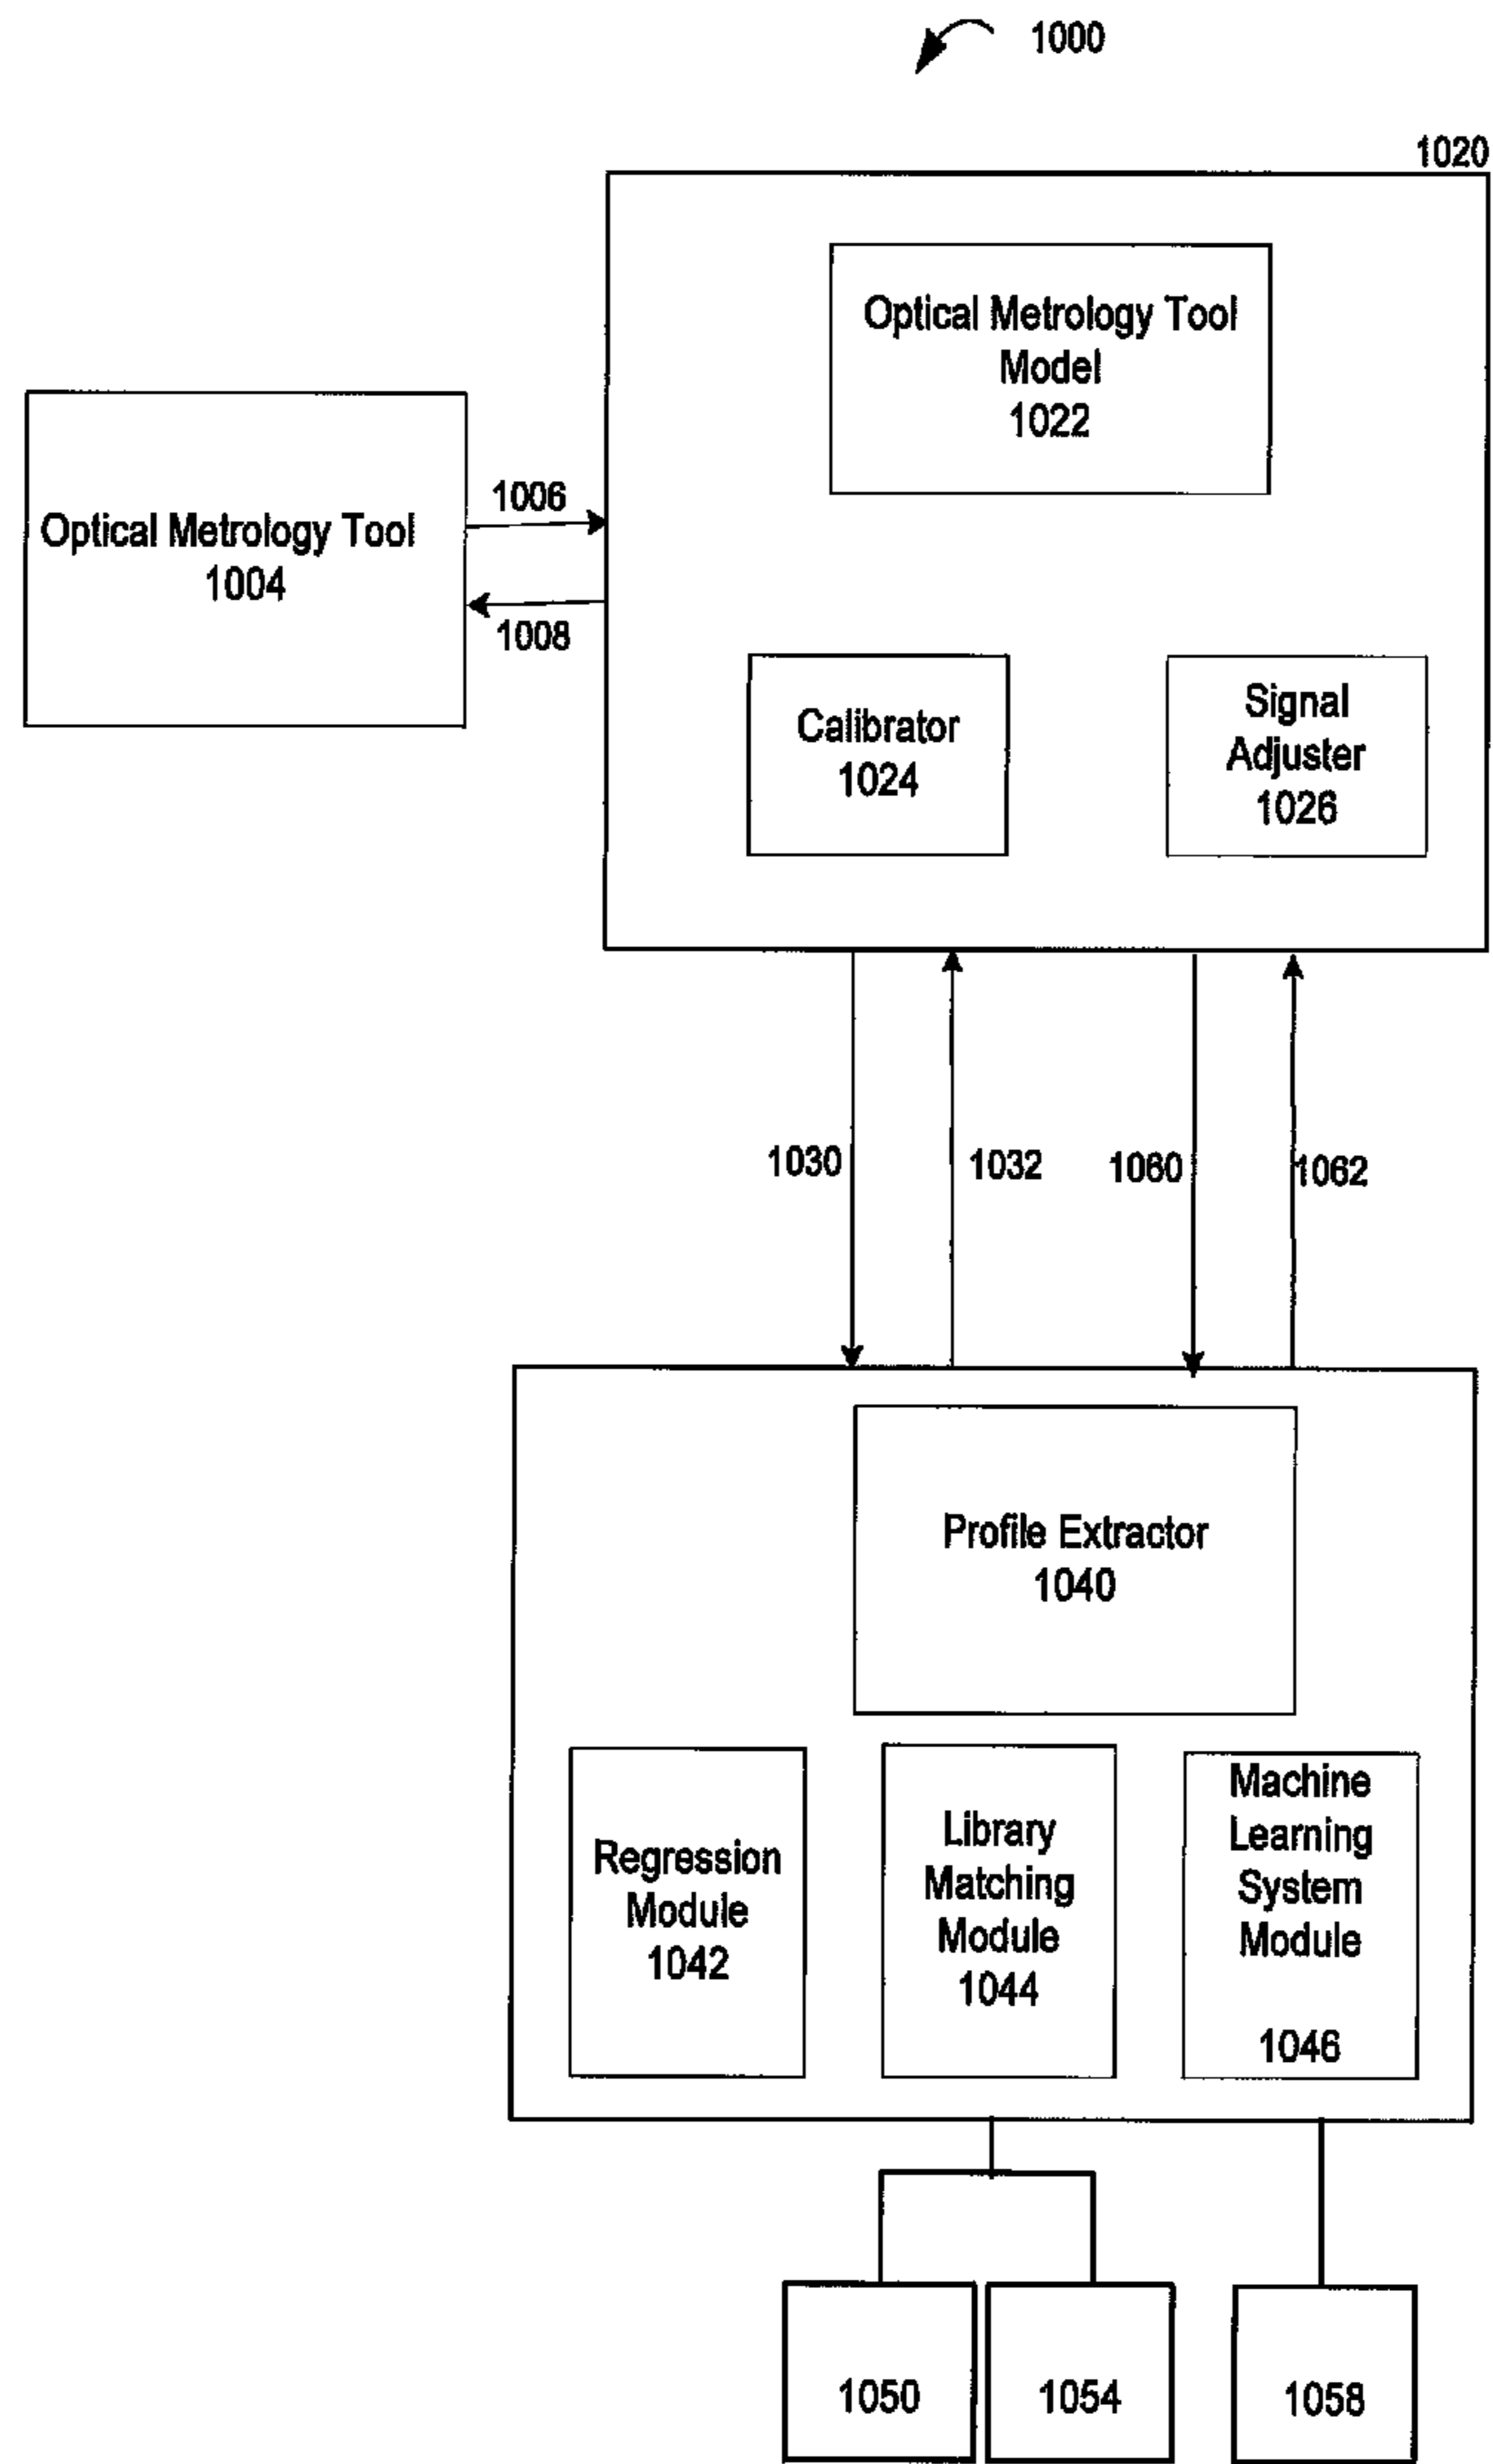 1000
1020
Optical Metrology Tool
Model
1022
Optical Metrology Tool
1004
1006
1008
Calibrator
1024
Signal
Adjuster
1026
1030
1032
1060
1062
Profile Extractor
1040
Regression
Module
1042
Library
Matching
Module
1044
Machine
Learning
System
Module
1046
1050
1054
1058